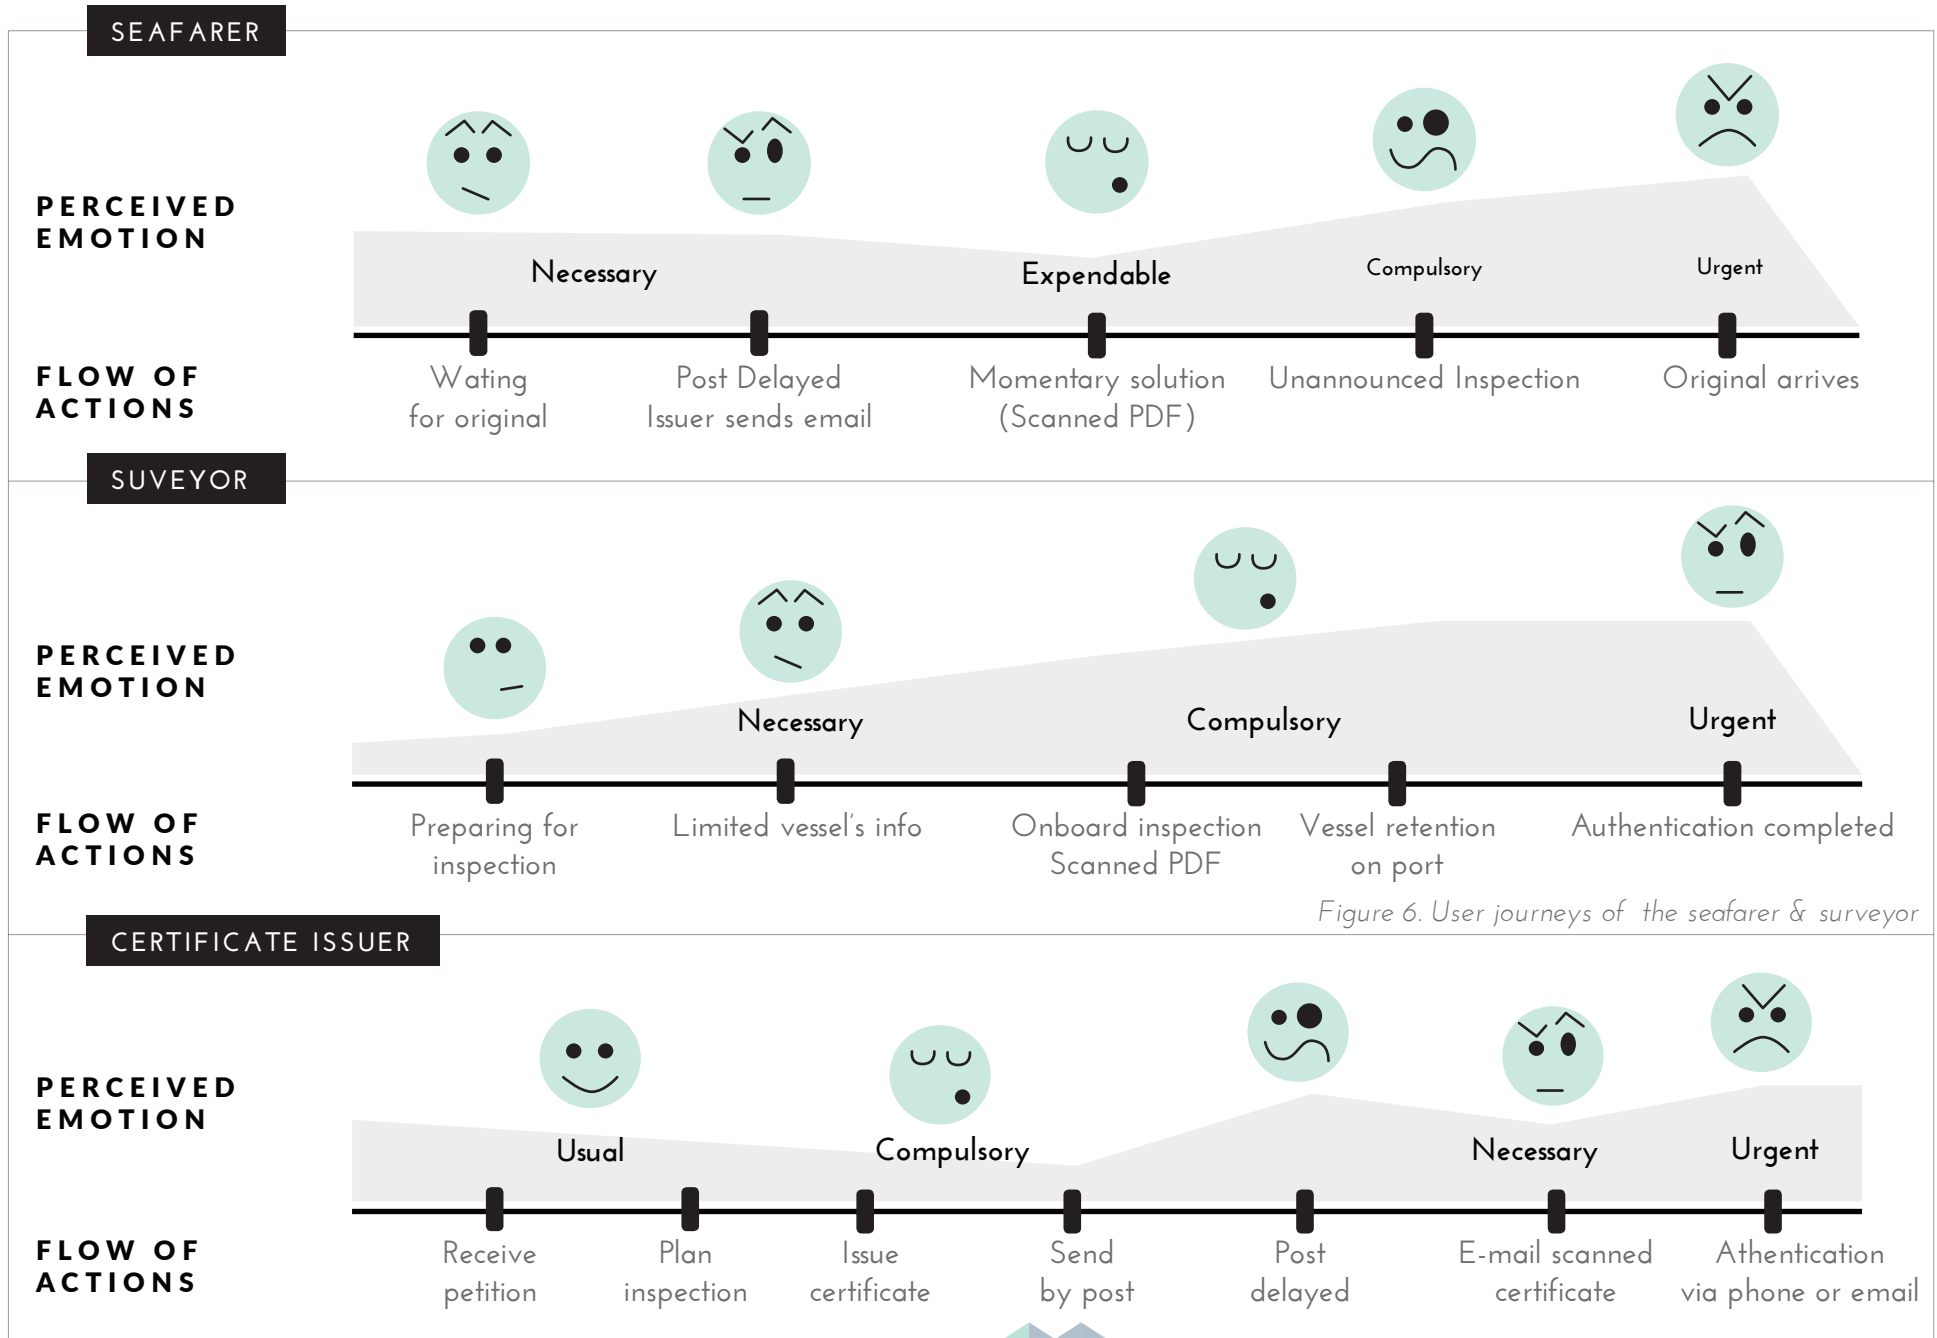 SEAFARER
PERCEIVED
EMOTION
Necessary
Expendable
Compulsory
Urgent
FLOW OF
ACTIONS
Wating
for original
Post Delayed
Issuer sends email
Momentary solution
(Scanned PDF)
Unannounced Inspection
Original arrives
SUVEYOR
PERCEIVED
EMOTION
Necessary
Compulsory
Urgent
FLOW OF
ACTIONS
Preparing for
inspection
Limited vessel's info
Onboard inspection
Scanned PDF
Vessel retention
on port
Authentication completed
Figure 6. User journeys of the seafarer & surveyor
CERTIFICATE ISSUER
PERCEIVED
EMOTION
Usual
Compulsory
Necessary
Urgent
FLOW OF
ACTIONS
Receive
petition
Plan
inspection
Issue
certificate
Send
by post
Post
delayed
E-mail scanned
certificate
Athentication
via phone or email